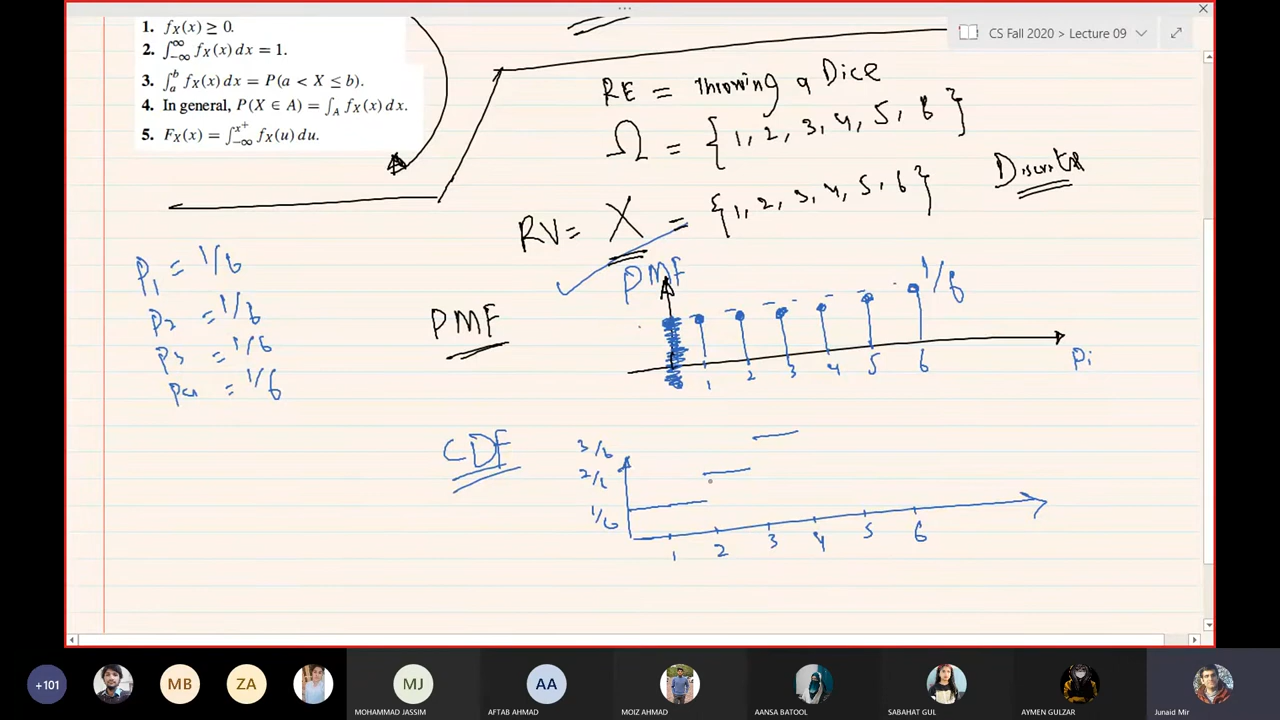 CS Fall 2020 > Lecture 09
1. fX(x) ≥ 0.
2. ∫_{-∞}^{∞} fX(x) dx = 1.
3. ∫_a^b fX(x) dx = P(a < X ≤ b).
4. In general, P(X ∈ A) = ∫_A fX(x) dx.
5. FX(x) = ∫_{-∞}^{x+} fX(u) du.
RE = Throwing a Dice
Ω = {1, 2, 3, 4, 5, 6}
Discrete
RV = X = {1, 2, 3, 4, 5, 6}
P1 = 1/6
P2 = 1/6
P3 = 1/6
= 1/6
PMF
PMF
1/6
1 2 3 4 5 6
Pi
CDF
3/6
2/6
1/6
1 2 3 4 5 6
+101
MB
ZA
MJ
MOHAMMAD JASSIM
AA
AFTAB AHMAD
MOIZ AHMAD
AANSA BATOOL
SABAHAT GUL
AYMEN GULZAR
Junaid Mir